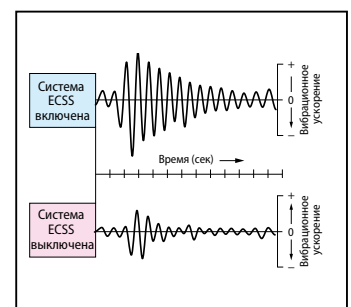 Система
ECSS
включена
+
0
−
Вибрационное
ускорение
Время (сек)
Система
ECSS
выключена
+
0
−
Вибрационное
ускорение